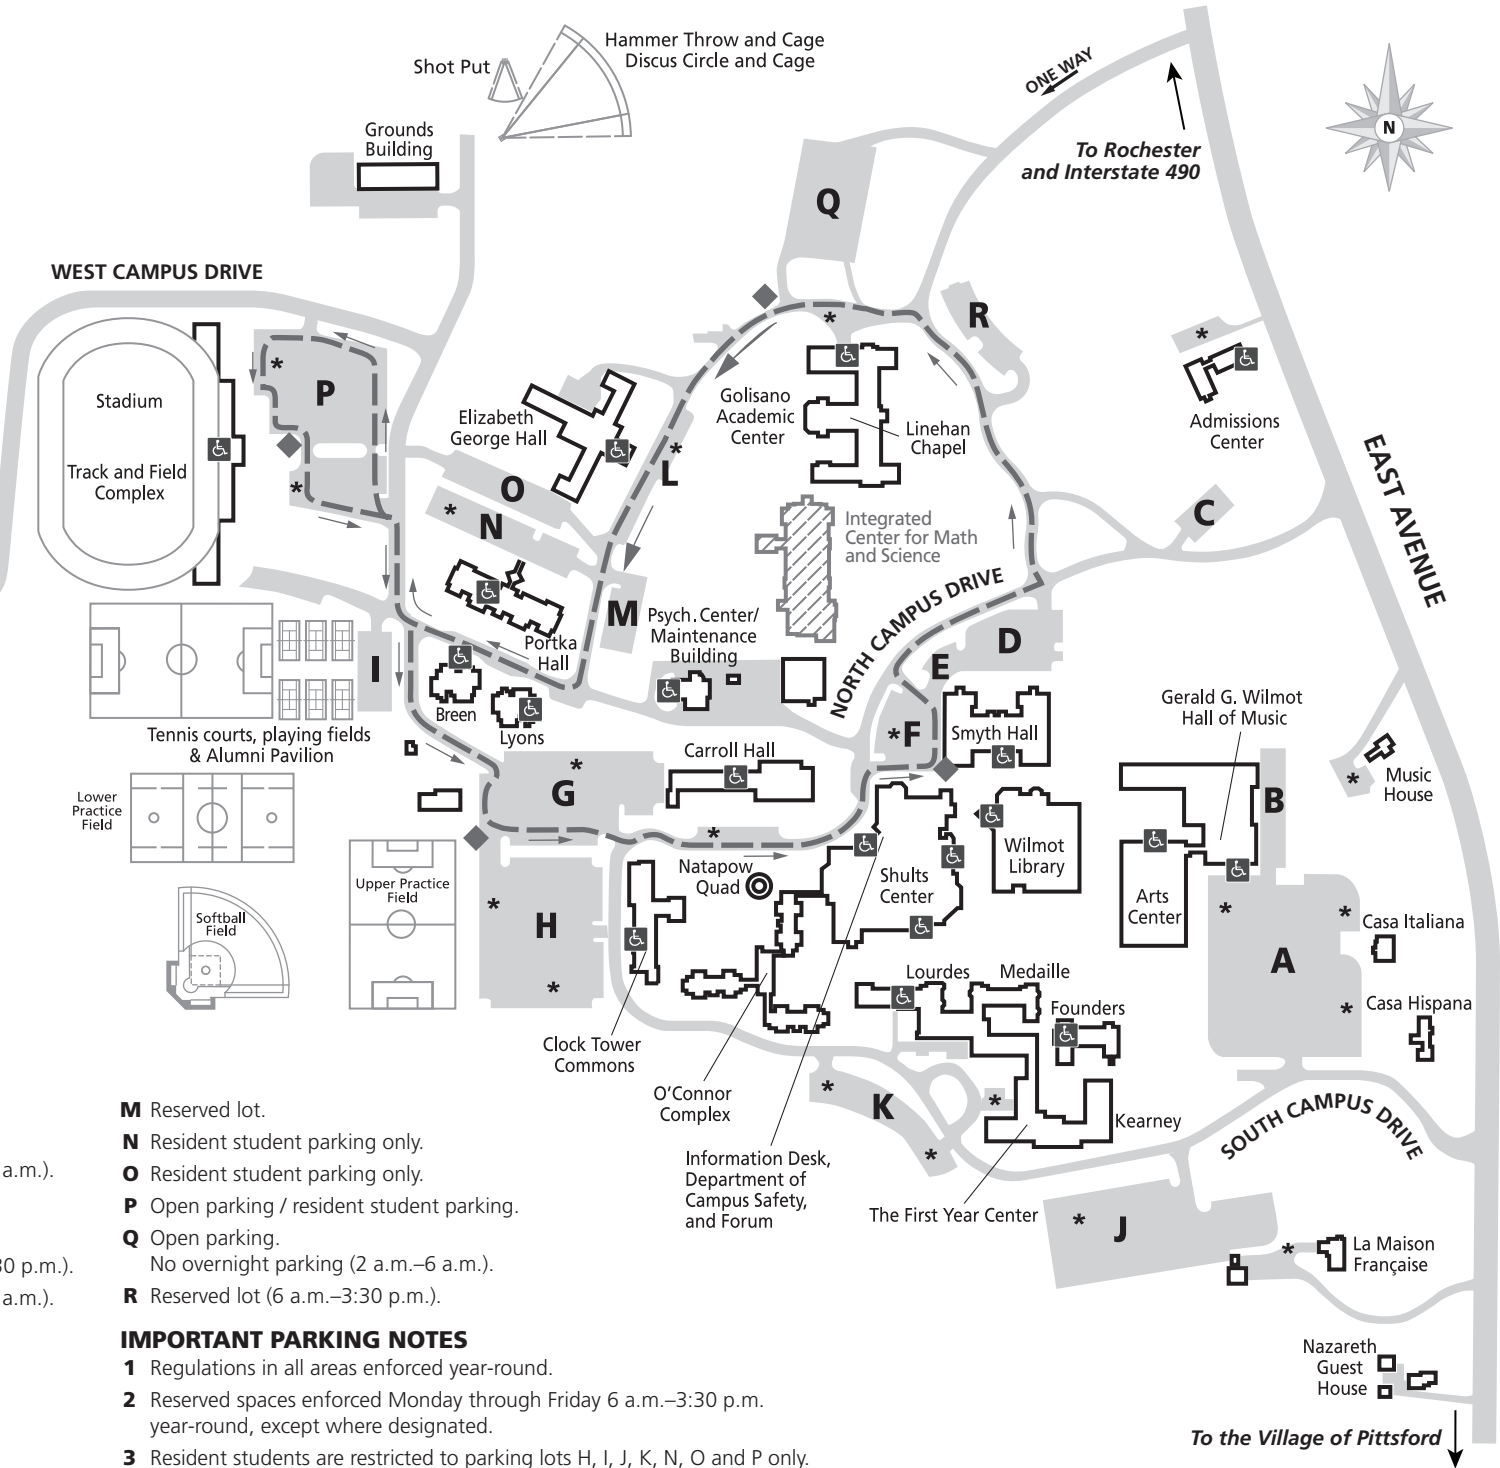 Hammer Throw and Cage
Discus Circle and Cage
Shot Put
ONE WAY
Grounds
Building
N
To Rochester
and Interstate 490
Q
WEST CAMPUS DRIVE
R
*
*
*
P
Stadium
Elizabeth
George Hall
Golisano
Academic
Center
Linehan
Chapel
Admissions
Center
EAST AVENUE
*
L
Track and Field
Complex
*
O
*
N
C
Integrated
Center for Math
and Science
NORTH CAMPUS DRIVE
M
Psych. Center/
Maintenance
Building
Portka
Hall
D
E
I
Breen
Lyons
Gerald G. Wilmot
Hall of Music
*F
Smyth Hall
Tennis courts, playing fields
& Alumni Pavilion
Carroll Hall
*
G
B
*
Music
House
Lower
Practice
Field
*
Natapow
Quad
Wilmot
Library
Shults
Center
Upper Practice
Field
Arts
Center
Softball
Field
*
H
*
*
*
A
*
Casa Italiana
Casa Hispana
Lourdes
Medaille
Founders
Clock Tower
Commons
O'Connor
Complex
*
K
*
*
Kearney
SOUTH CAMPUS DRIVE
Information Desk,
Department of
Campus Safety,
and Forum
The First Year Center
*
J
*
La Maison
Française
Nazareth
Guest
House
To the Village of Pittsford
a.m.).
30 p.m.).
a.m.).
M Reserved lot.
N Resident student parking only.
O Resident student parking only.
P Open parking / resident student parking.
Q Open parking.
No overnight parking (2 a.m.–6 a.m.).
R Reserved lot (6 a.m.–3:30 p.m.).
IMPORTANT PARKING NOTES
1 Regulations in all areas enforced year-round.
2 Reserved spaces enforced Monday through Friday 6 a.m.–3:30 p.m.
year-round, except where designated.
3 Resident students are restricted to parking lots H, I, J, K, N, O and P only.